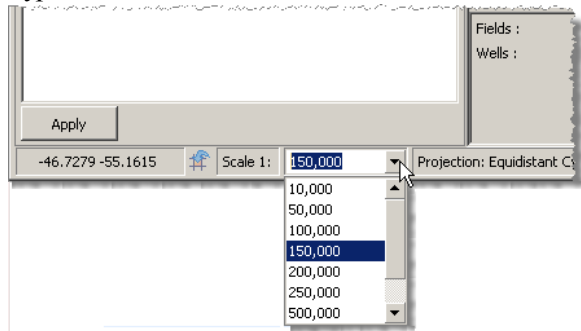 Fields :
Wells :
Apply
-46.7279 -55.1615 Scale 1: 150,000 Projection: Equidistant
10,000
50,000
100,000
150,000
200,000
250,000
500,000